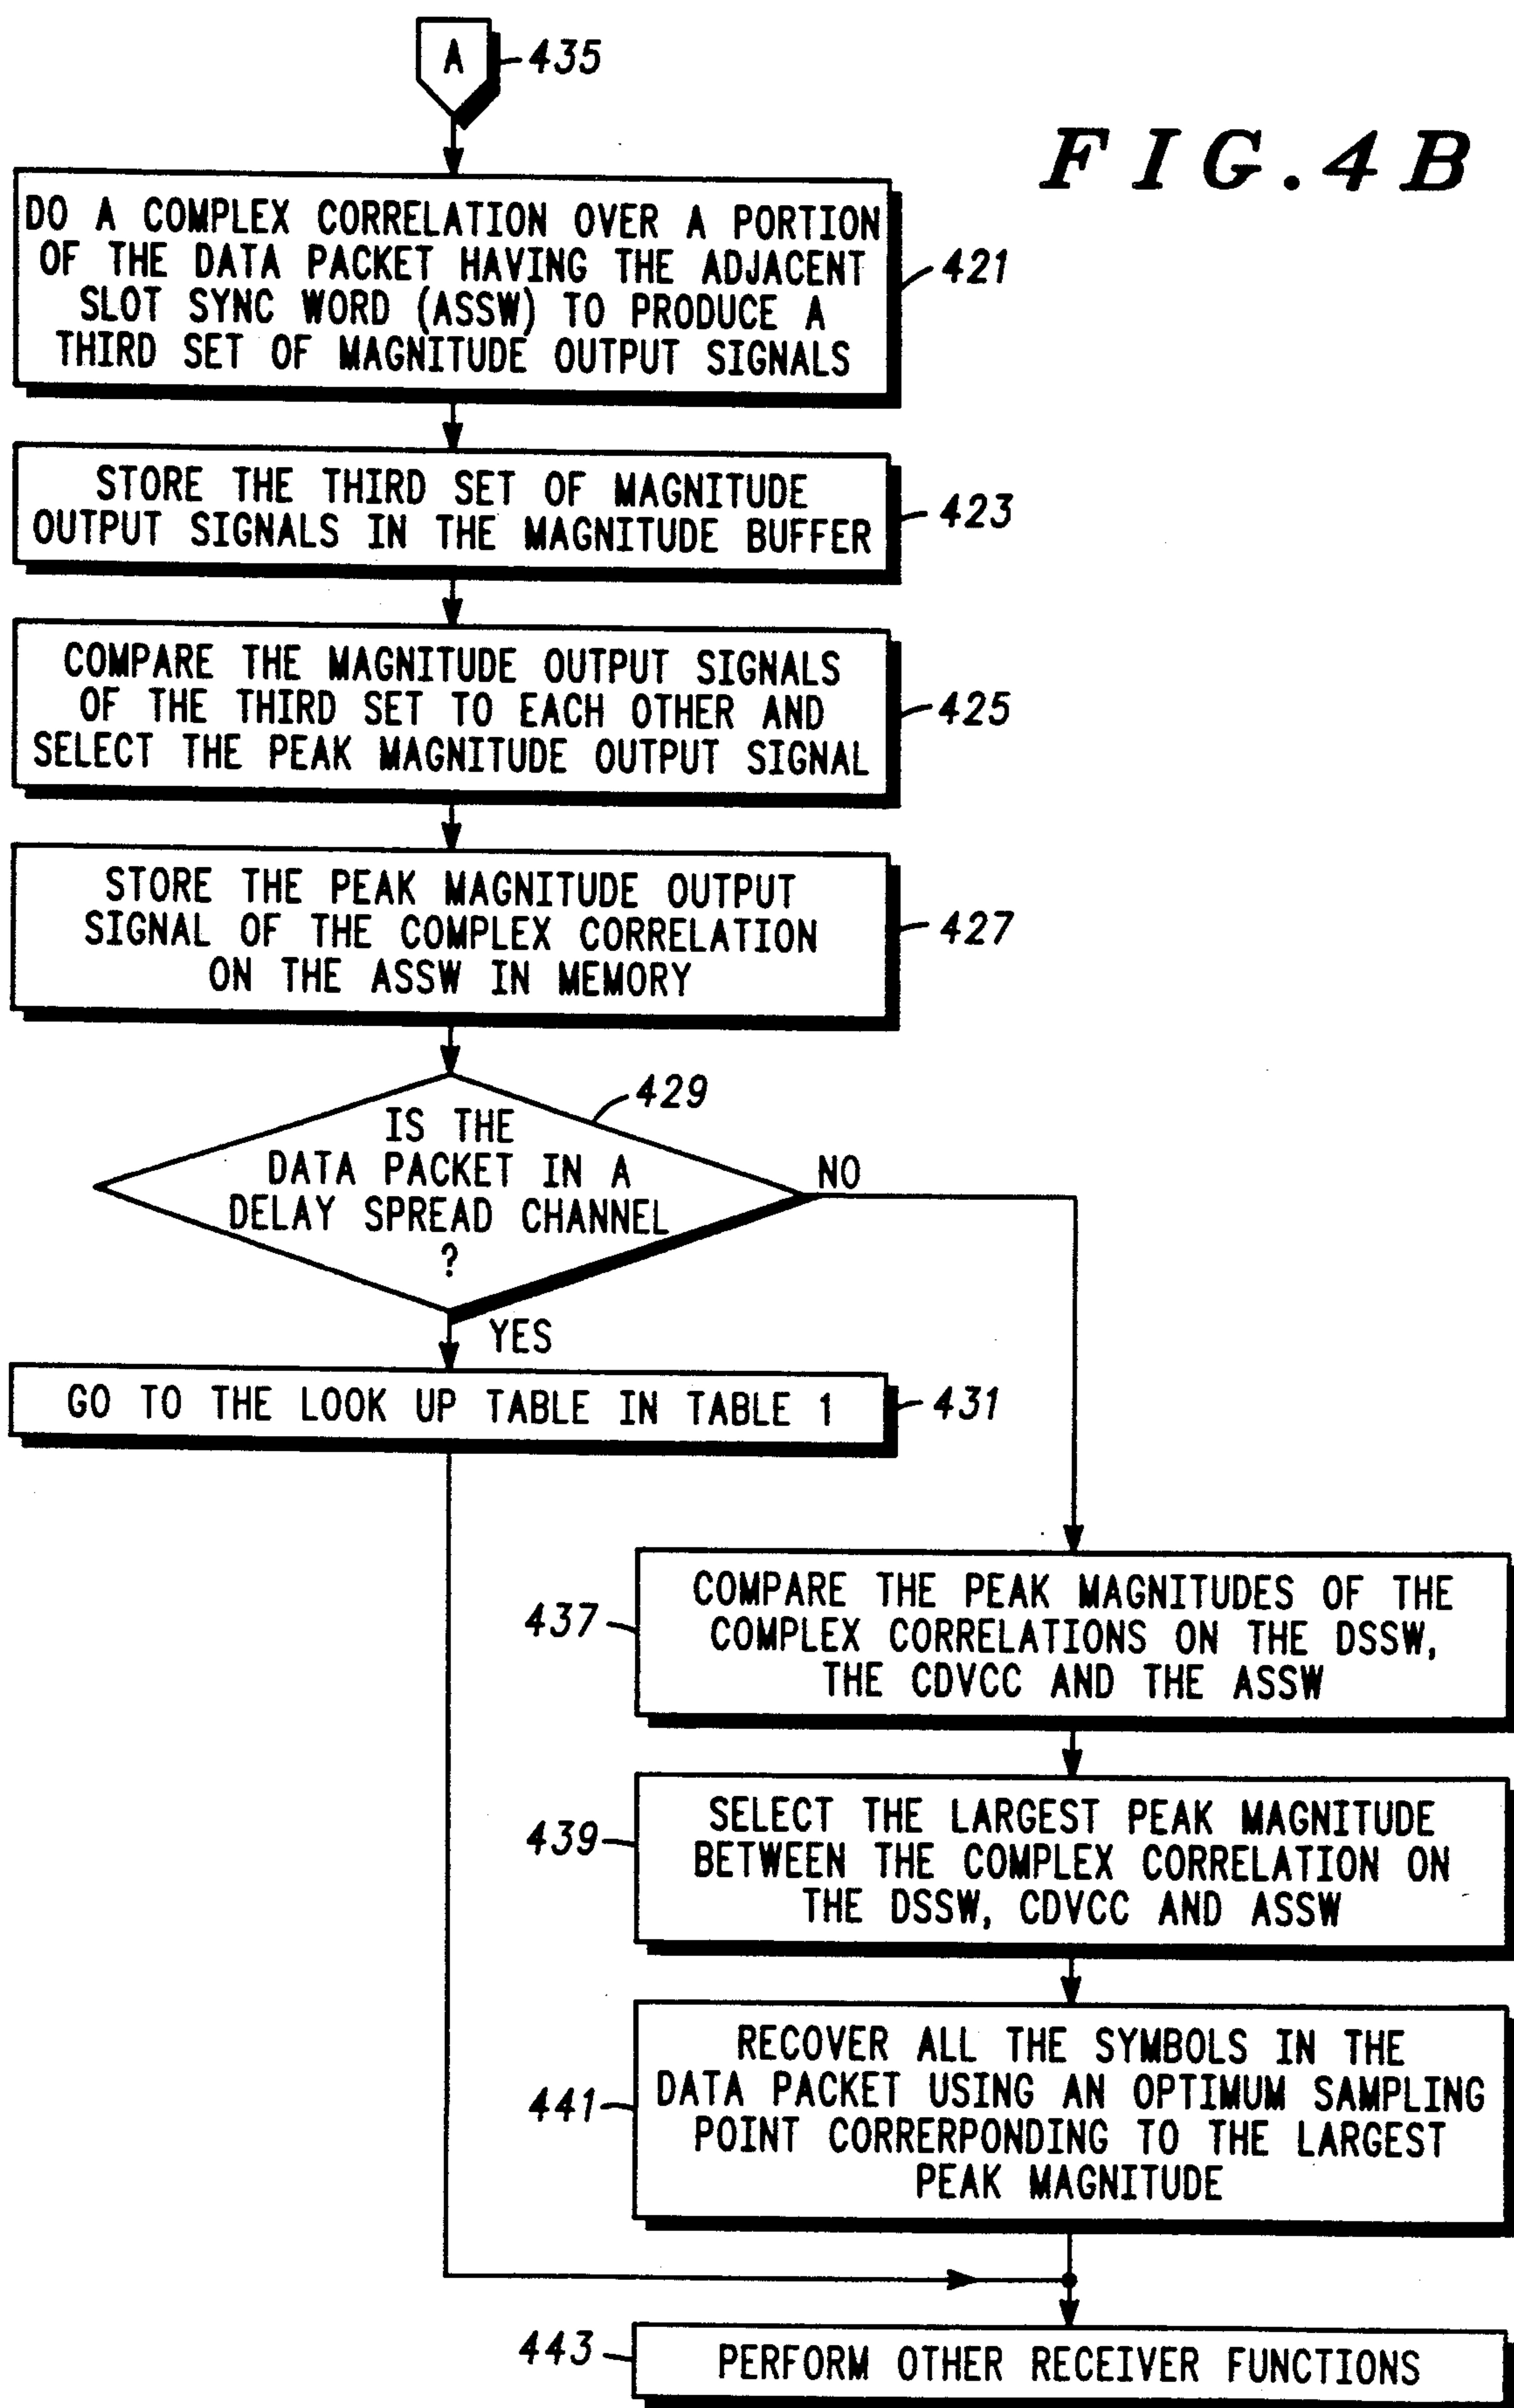 A
435
FIG.4B
DO A COMPLEX CORRELATION OVER A PORTION
OF THE DATA PACKET HAVING THE ADJACENT
SLOT SYNC WORD (ASSW) TO PRODUCE A
THIRD SET OF MAGNITUDE OUTPUT SIGNALS
421
STORE THE THIRD SET OF MAGNITUDE
OUTPUT SIGNALS IN THE MAGNITUDE BUFFER
423
COMPARE THE MAGNITUDE OUTPUT SIGNALS
OF THE THIRD SET TO EACH OTHER AND
SELECT THE PEAK MAGNITUDE OUTPUT SIGNAL
425
STORE THE PEAK MAGNITUDE OUTPUT
SIGNAL OF THE COMPLEX CORRELATION
ON THE ASSW IN MEMORY
427
429
IS THE
DATA PACKET IN A
DELAY SPREAD CHANNEL
?
NO
YES
GO TO THE LOOK UP TABLE IN TABLE 1
431
437
COMPARE THE PEAK MAGNITUDES OF THE
COMPLEX CORRELATIONS ON THE DSSW,
THE CDVCC AND THE ASSW
439
SELECT THE LARGEST PEAK MAGNITUDE
BETWEEN THE COMPLEX CORRELATION ON
THE DSSW, CDVCC AND ASSW
441
RECOVER ALL THE SYMBOLS IN THE
DATA PACKET USING AN OPTIMUM SAMPLING
POINT CORRERPONDING TO THE LARGEST
PEAK MAGNITUDE
443
PERFORM OTHER RECEIVER FUNCTIONS